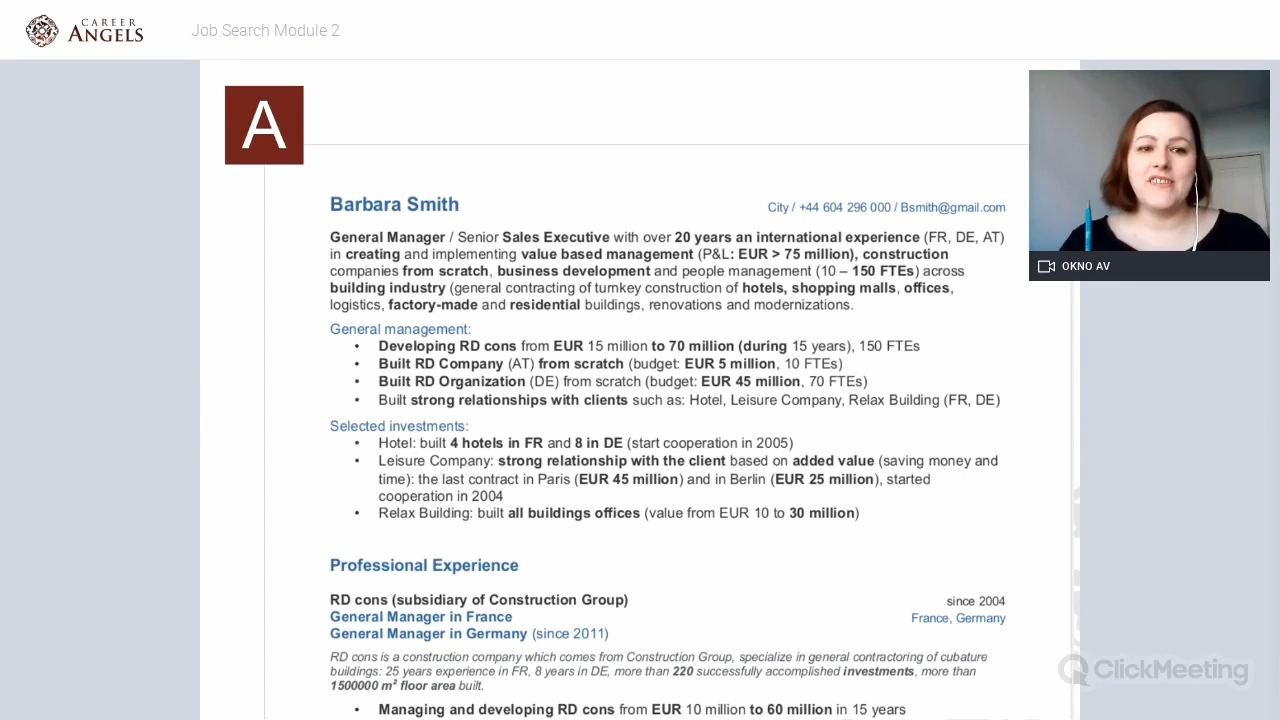 CAREER
ANGELS
Job Search Module 2
A
OKNO AV
Barbara Smith
City / +44 604 296 000 / Bsmith@gmail.com
General Manager / Senior Sales Executive with over 20 years an international experience (FR, DE, AT)
in creating and implementing value based management (P&L: EUR > 75 million), construction
companies from scratch, business development and people management (10 – 150 FTEs) across
building industry (general contracting of turnkey construction of hotels, shopping malls, offices,
logistics, factory-made and residential buildings, renovations and modernizations.
General management:
• Developing RD cons from EUR 15 million to 70 million (during 15 years), 150 FTEs
• Built RD Company (AT) from scratch (budget: EUR 5 million, 10 FTEs)
• Built RD Organization (DE) from scratch (budget: EUR 45 million, 70 FTEs)
• Built strong relationships with clients such as: Hotel, Leisure Company, Relax Building (FR, DE)
Selected investments:
• Hotel: built 4 hotels in FR and 8 in DE (start cooperation in 2005)
• Leisure Company: strong relationship with the client based on added value (saving money and
time): the last contract in Paris (EUR 45 million) and in Berlin (EUR 25 million), started
cooperation in 2004
• Relax Building: built all buildings offices (value from EUR 10 to 30 million)
Professional Experience
RD cons (subsidiary of Construction Group)
since 2004
General Manager in France
France, Germany
General Manager in Germany (since 2011)
RD cons is a construction company which comes from Construction Group, specialize in general contractoring of cubature
buildings: 25 years experience in FR, 8 years in DE, more than 220 successfully accomplished investments, more than
1500000 m² floor area built.
• Managing and developing RD cons from EUR 10 million to 60 million in 15 years
ClickMeeting